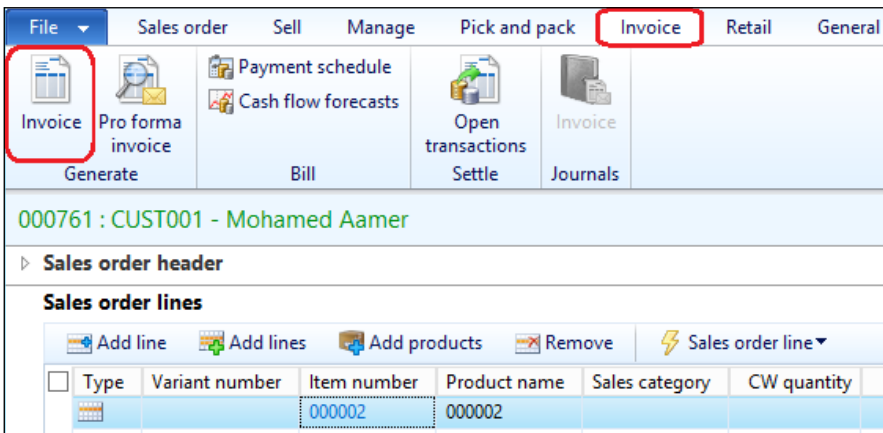 File Sales order Sell Manage Pick and pack Invoice Retail General
Invoice
Pro forma
invoice
Generate
Payment schedule
Cash flow forecasts
Bill
Open
transactions
Settle
Invoice
Journals
000761 : CUST001 - Mohamed Aamer
Sales order header
Sales order lines
Add line Add lines Add products Remove Sales order line
Type Variant number Item number Product name Sales category CW quantity
000002 000002